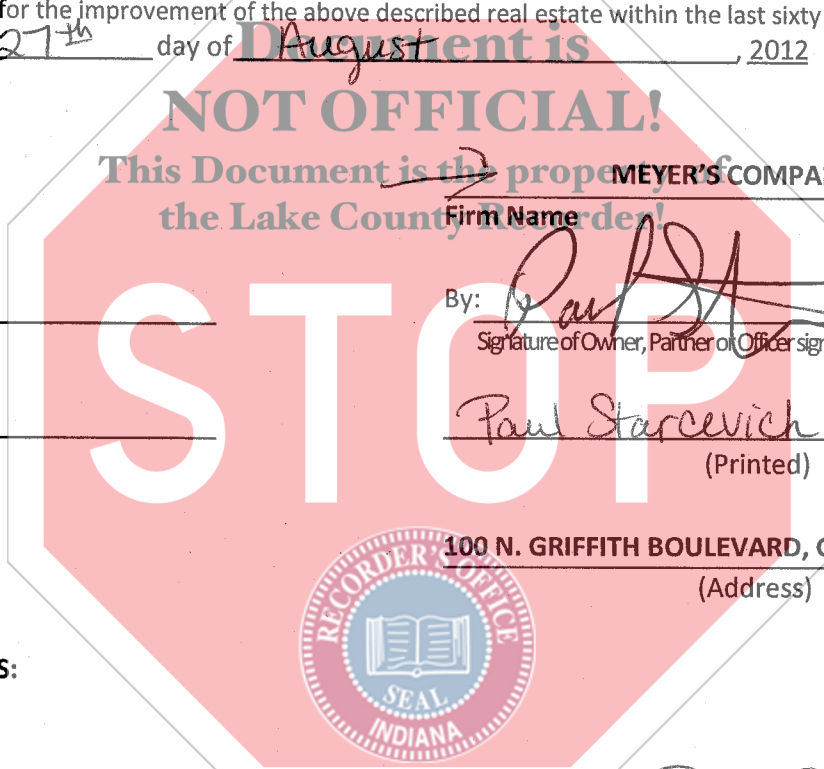 for the improvement of the above described real estate within the last sixty
27th day of August, 2012
Document is
NOT OFFICIAL!
This Document is the property of
the Lake County Recorder!
MEYER'S COMPA
Firm Name
By:
Signature of Owner, Partner or Officer sign
STOP
Paul Starcevich
(Printed)
100 N. GRIFFITH BOULEVARD,
(Address)
RECORDER'S OFFICE
SEAL
INDIANA
S: